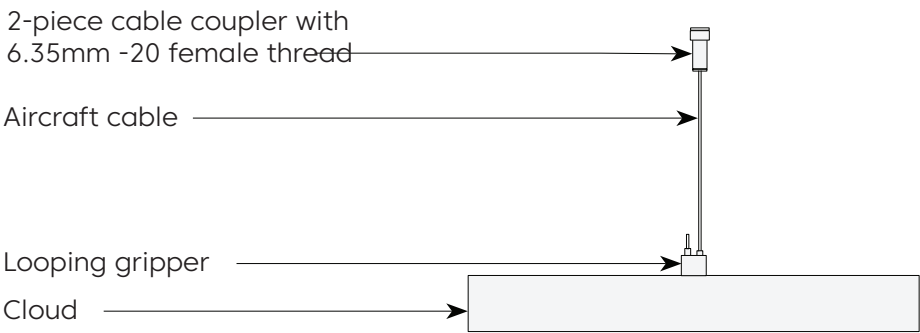 2-piece cable coupler with
6.35mm -20 female thread
Aircraft cable
Looping gripper
Cloud